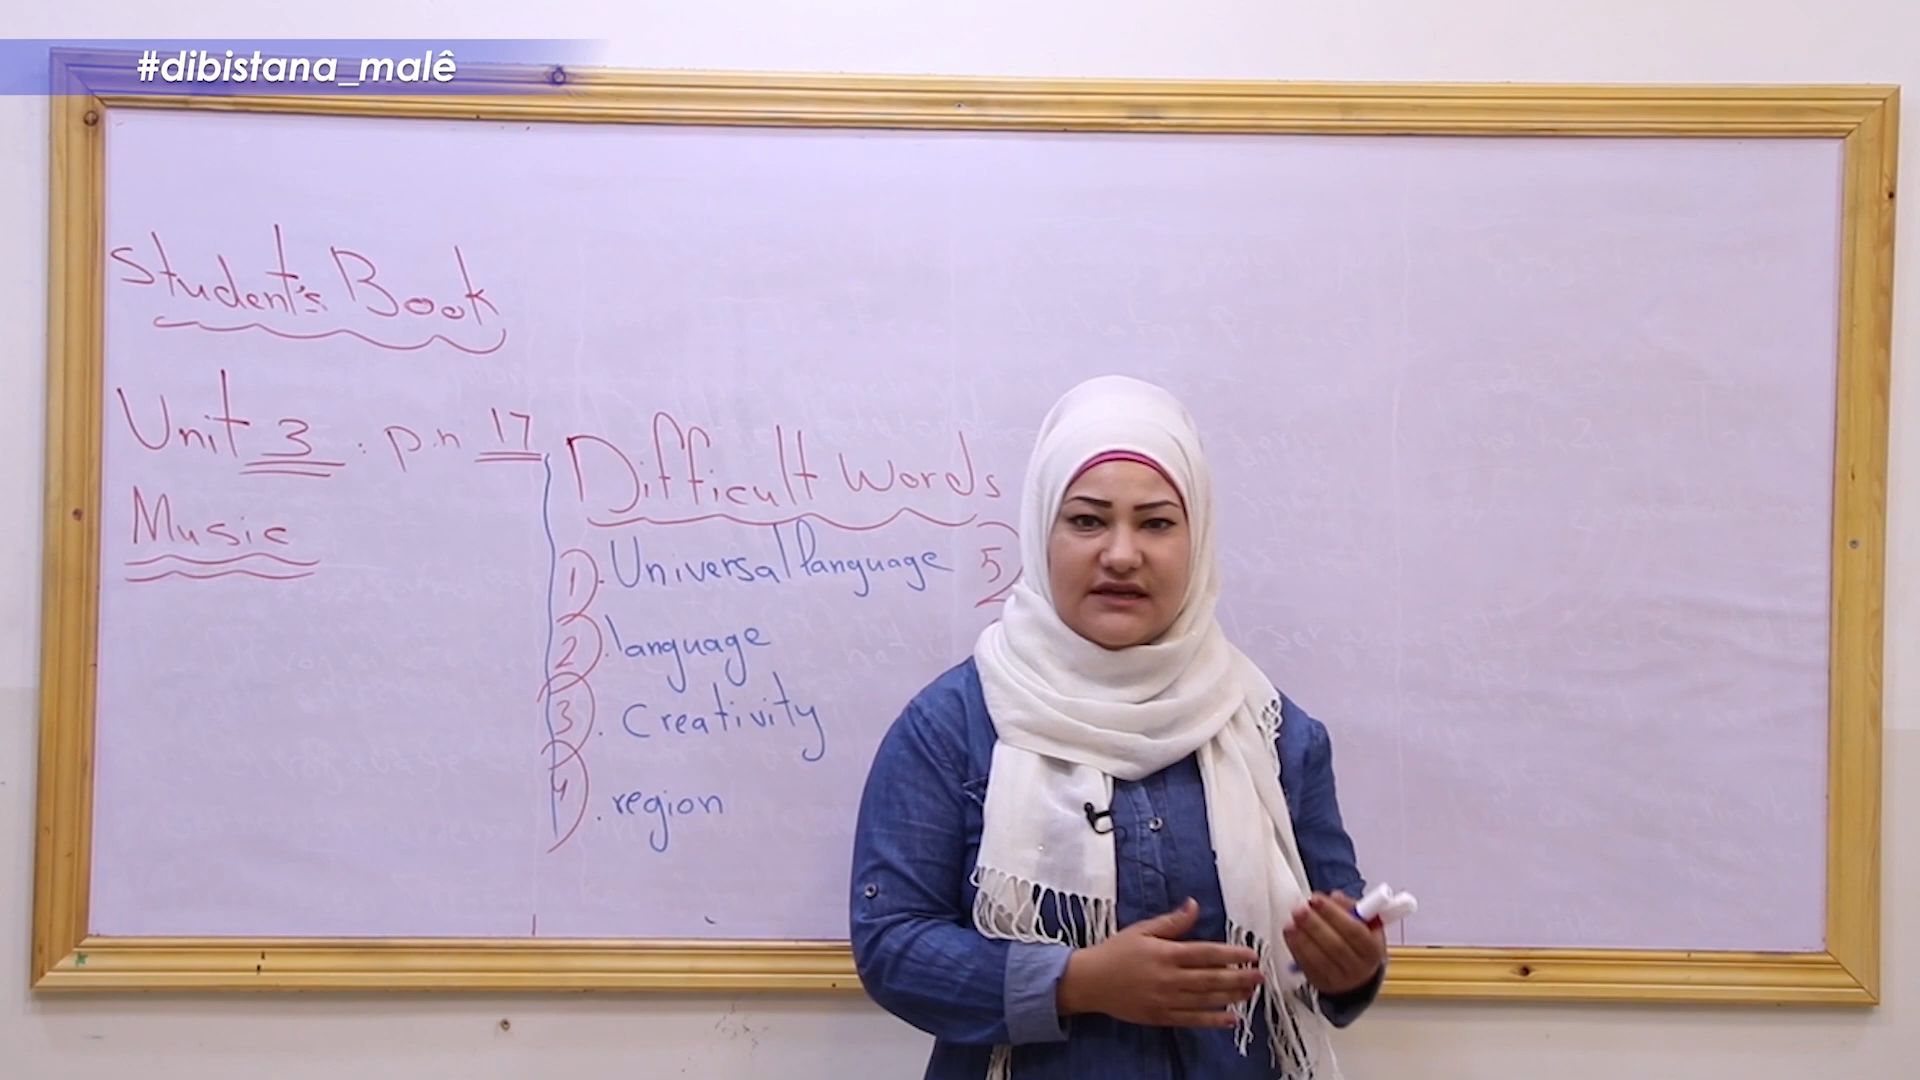 #dibistana_malê
Student's Book
Unit 3 : p.n 17
Music
Difficult Words
1). Universal language
2). language
3). Creativity
4). region
5)